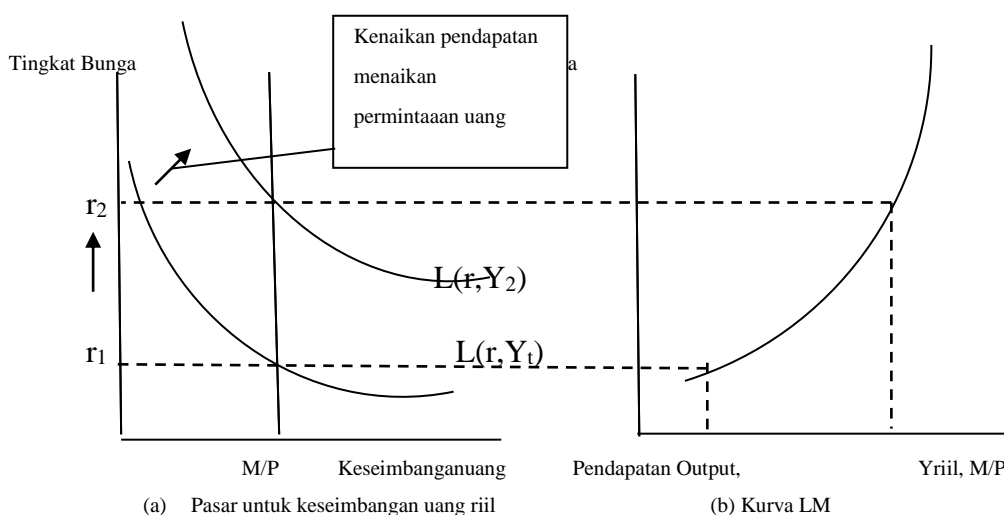 Kenaikan pendapatan
menaikan
permintaaan uang
Tingkat Bunga
a
r2
L(r,Y2)
r1
L(r,Yt)
M/P Keseimbanganuang Pendapatan Output, Yriil, M/P
(a) Pasar untuk keseimbangan uang riil (b) Kurva LM